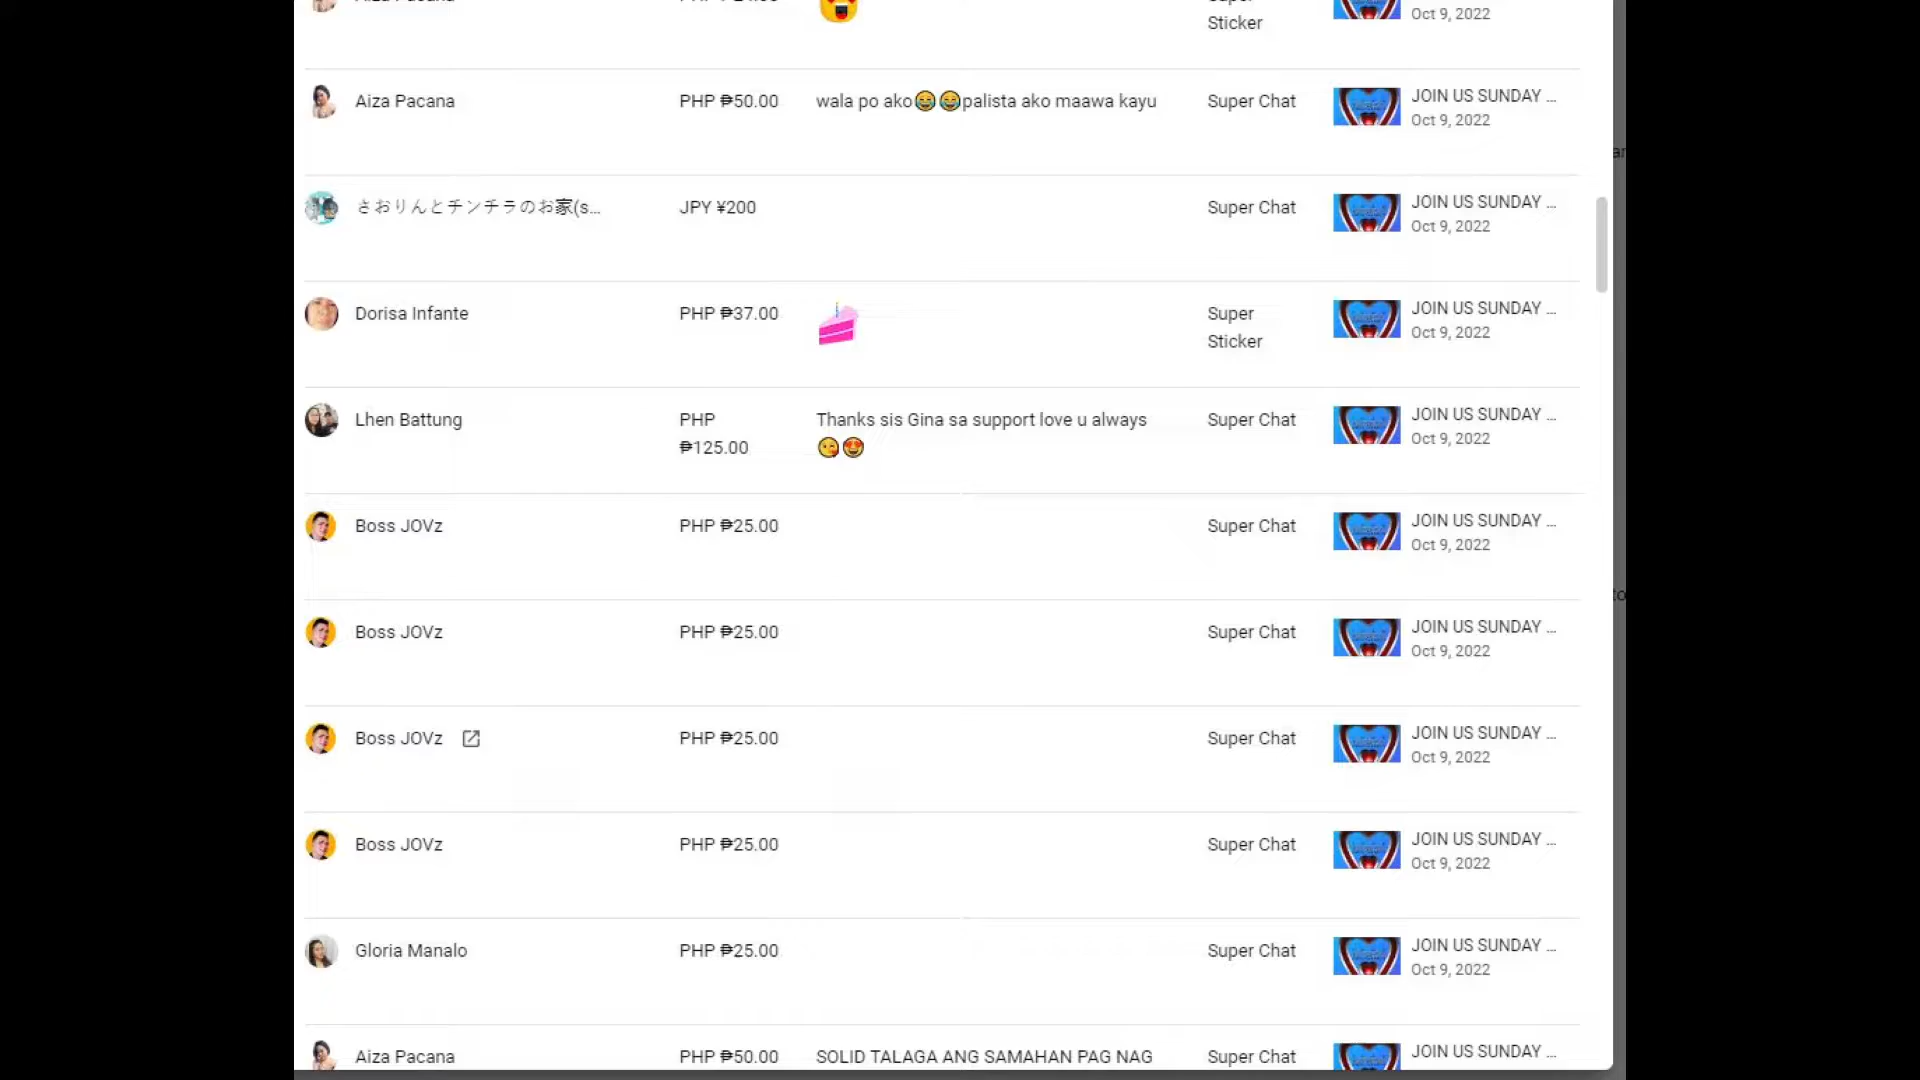 Oct 9, 2022
Sticker
Aiza Pacana PHP ₱50.00 wala po ako😂😂palista ako maawa kayu Super Chat JOIN US SUNDAY ...
Oct 9, 2022
さおりんとチンチラのお家(s... JPY ¥200 Super Chat JOIN US SUNDAY ...
Oct 9, 2022
Dorisa Infante PHP ₱37.00 Super JOIN US SUNDAY ...
Sticker Oct 9, 2022
Lhen Battung PHP Thanks sis Gina sa support love u always Super Chat JOIN US SUNDAY ...
₱125.00 😘😍 Oct 9, 2022
Boss JOVz PHP ₱25.00 Super Chat JOIN US SUNDAY ...
Oct 9, 2022
Boss JOVz PHP ₱25.00 Super Chat JOIN US SUNDAY ...
Oct 9, 2022
Boss JOVz PHP ₱25.00 Super Chat JOIN US SUNDAY ...
Oct 9, 2022
Boss JOVz PHP ₱25.00 Super Chat JOIN US SUNDAY ...
Oct 9, 2022
Gloria Manalo PHP ₱25.00 Super Chat JOIN US SUNDAY ...
Oct 9, 2022
Aiza Pacana PHP ₱50.00 SOLID TALAGA ANG SAMAHAN PAG NAG Super Chat JOIN US SUNDAY ...